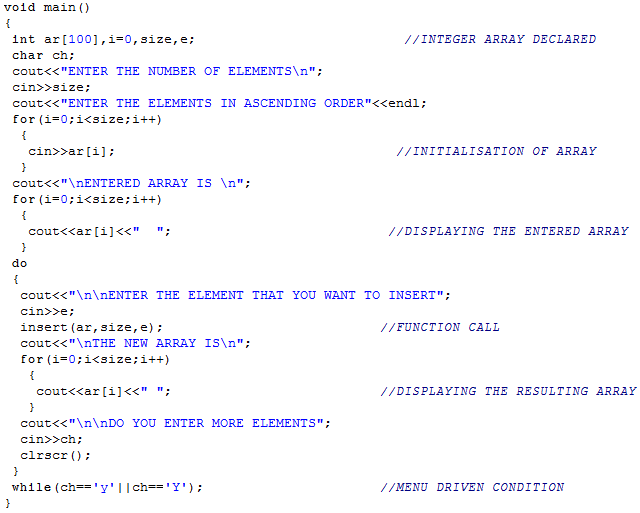 void main()
{
int ar[100],i=0,size,e; //INTEGER ARRAY DECLARED
char ch;
cout<<"ENTER THE NUMBER OF ELEMENTS\n";
cin>>size;
cout<<"ENTER THE ELEMENTS IN ASCENDING ORDER"<<endl;
for(i=0;i<size;i++)
{
cin>>ar[i]; //INITIALISATION OF ARRAY
}
cout<<"\nENTERED ARRAY IS \n";
for(i=0;i<size;i++)
{
cout<<ar[i]<<"  "; //DISPLAYING THE ENTERED ARRAY
}
do
{
cout<<"\n\nENTER THE ELEMENT THAT YOU WANT TO INSERT";
cin>>e;
insert(ar,size,e); //FUNCTION CALL
cout<<"\nTHE NEW ARRAY IS\n";
for(i=0;i<size;i++)
{
cout<<ar[i]<<" "; //DISPLAYING THE RESULTING ARRAY
}
cout<<"\n\nDO YOU ENTER MORE ELEMENTS";
cin>>ch;
clrscr();
}
while(ch=='y'||ch=='Y'); //MENU DRIVEN CONDITION
}